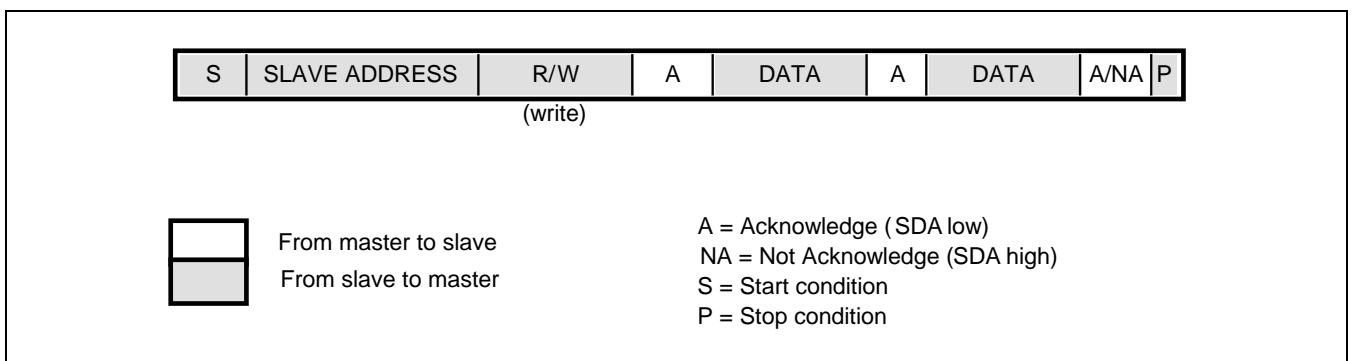 S SLAVE ADDRESS R/W A DATA A DATA A/NA P
(write)
From master to slave
From slave to master
A = Acknowledge (SDA low)
NA = Not Acknowledge (SDA high)
S = Start condition
P = Stop condition